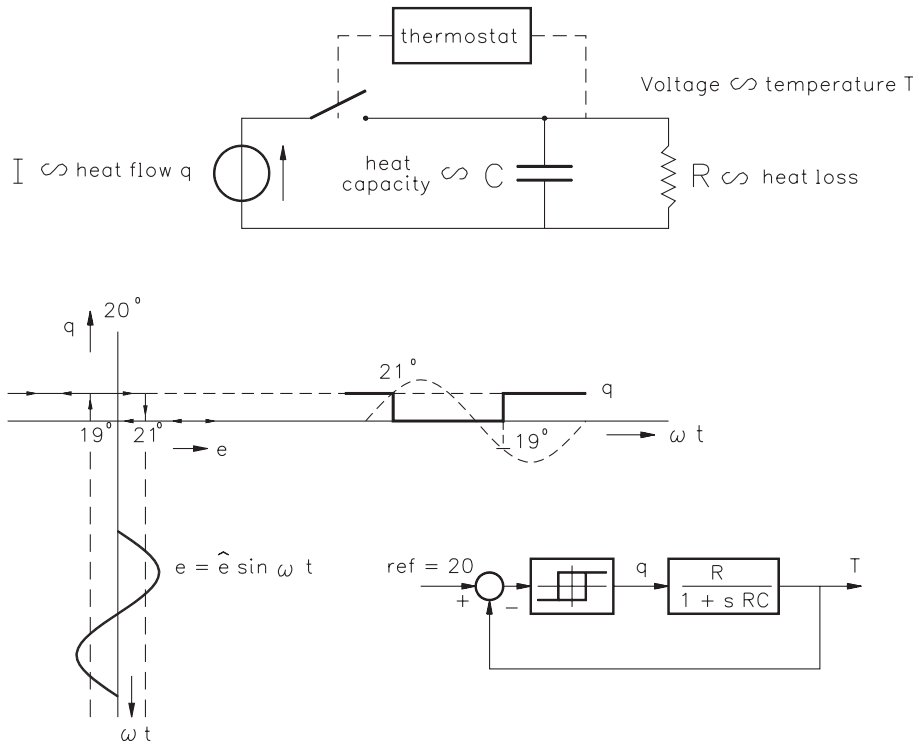 thermostat
Voltage ∽ temperature T
I ∽ heat flow q
heat capacity ∽ C
R ∽ heat loss
q
20°
21°
q
19°
21°
e
19°
ω t
e = ê sin ω t
ω t
ref = 20
+
−
q
R
1 + s RC
T